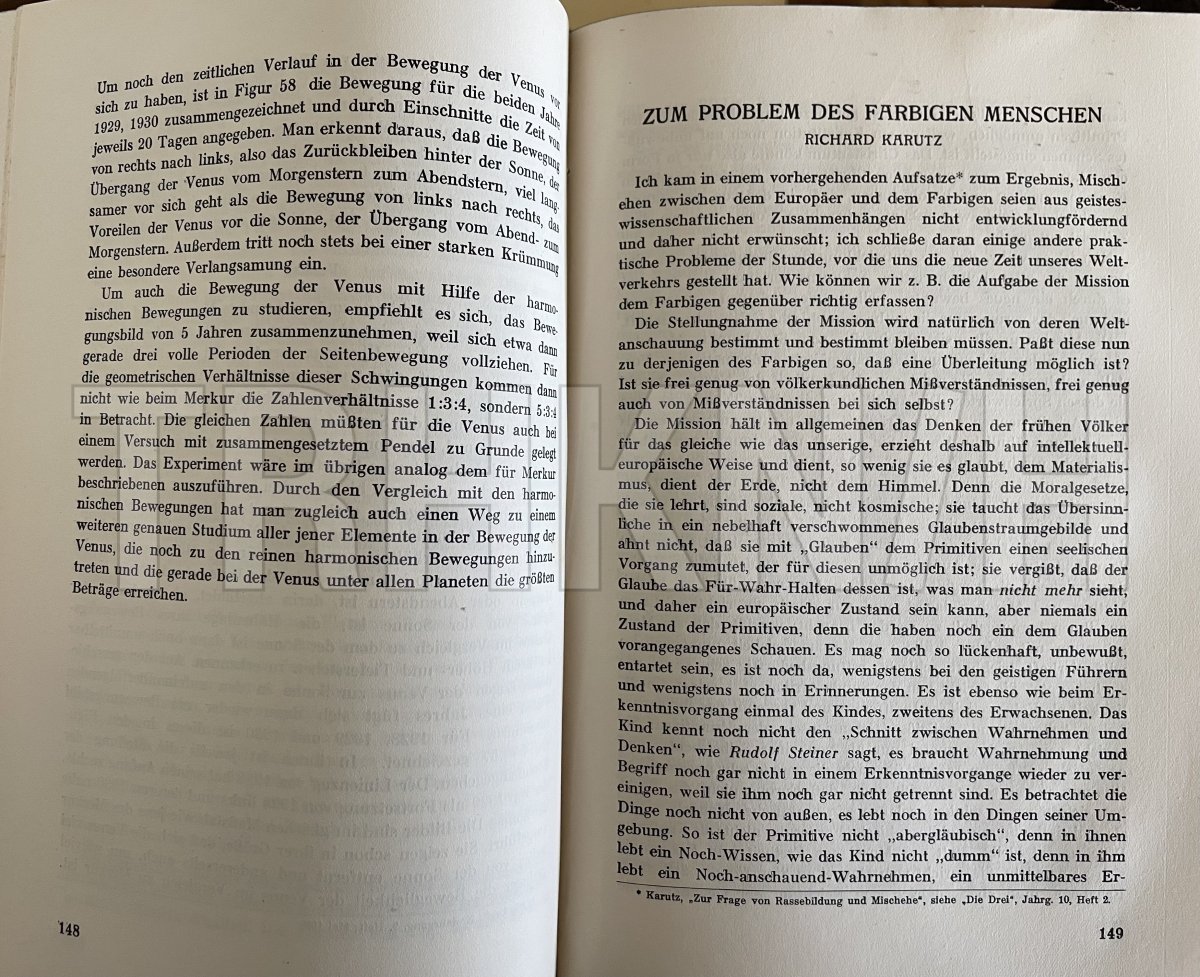 Um noch den zeitlichen Verlauf in der Bewegung der Venus vor
sich zu haben, ist in Figur 58 die Bewegung für die beiden Jahre
1929, 1930 zusammengezeichnet und durch Einschnitte die Zeit von
jeweils 20 Tagen angegeben. Man erkennt daraus, daß die Bewegung
von rechts nach links, also das Zurückbleiben hinter der Sonne, der
Übergang der Venus vom Morgenstern zum Abendstern, viel lang-
samer vor sich geht als die Bewegung von links nach rechts, das
Voreilen der Venus vor die Sonne, der Übergang vom Abend- zum
Morgenstern. Außerdem tritt noch stets bei einer starken Krümmung
eine besondere Verlangsamung ein.
Um auch die Bewegung der Venus mit Hilfe der harmo-
nischen Bewegungen zu studieren, empfiehlt es sich, das Bewe-
gungsbild von 5 Jahren zusammenzunehmen, weil sich etwa dann
gerade drei volle Perioden der Seitenbewegung vollziehen. Für
die geometrischen Verhältnisse dieser Schwingungen kommen dann
nicht wie beim Merkur die Zahlenverhältnisse 1:3:4, sondern 5:3:4
in Betracht. Die gleichen Zahlen müßten für die Venus auch bei
einem Versuch mit zusammengesetztem Pendel zu Grunde gelegt
werden. Das Experiment wäre im übrigen analog dem für Merkur
beschriebenen auszuführen. Durch den Vergleich mit den harmo-
nischen Bewegungen hat man zugleich auch einen Weg zu einem
weiteren genauen Studium aller jener Elemente in der Bewegung der
Venus, die noch zu den reinen harmonischen Bewegungen hinzu-
treten und die gerade bei der Venus unter allen Planeten die größten
Beträge erreichen.
148
ZUM PROBLEM DES FARBIGEN MENSCHEN
RICHARD KARUTZ
Ich kam in einem vorhergehenden Aufsatze* zum Ergebnis, Misch-
ehen zwischen dem Europäer und dem Farbigen seien aus geistes-
wissenschaftlichen Zusammenhängen nicht entwicklungfördernd
und daher nicht erwünscht; ich schließe daran einige andere prak-
tische Probleme der Stunde, vor die uns die neue Zeit unseres Welt-
verkehrs gestellt hat. Wie können wir z. B. die Aufgabe der Mission
dem Farbigen gegenüber richtig erfassen?
Die Stellungnahme der Mission wird natürlich von deren Welt-
anschauung bestimmt und bestimmt bleiben müssen. Paßt diese nun
zu derjenigen des Farbigen so, daß eine Überleitung möglich ist?
Ist sie frei genug von völkerkundlichen Mißverständnissen, frei genug
auch von Mißverständnissen bei sich selbst?
Die Mission hält im allgemeinen das Denken der frühen Völker
für das gleiche wie das unserige, erzieht deshalb auf intellektuell-
europäische Weise und dient, so wenig sie es glaubt, dem Materialis-
mus, dient der Erde, nicht dem Himmel. Denn die Moralgesetze,
die sie lehrt, sind soziale, nicht kosmische; sie taucht das Übersinn-
liche in ein nebelhaft verschwommenes Glaubenstraumgebilde und
ahnt nicht, daß sie mit „Glauben“ dem Primitiven einen seelischen
Vorgang zumutet, der für diesen unmöglich ist; sie vergißt, daß der
Glaube das Für-Wahr-Halten dessen ist, was man nicht mehr sieht,
und daher ein europäischer Zustand sein kann, aber niemals ein
Zustand der Primitiven, denn die haben noch ein dem Glauben
vorangegangenes Schauen. Es mag noch so lückenhaft, unbewußt,
entartet sein, es ist noch da, wenigstens bei den geistigen Führern
und wenigstens noch in Erinnerungen. Es ist ebenso wie beim Er-
kenntnisvorgang einmal des Kindes, zweitens des Erwachsenen. Das
Kind kennt noch nicht den „Schnitt zwischen Wahrnehmen und
Denken“, wie Rudolf Steiner sagt, es braucht Wahrnehmung und
Begriff noch gar nicht in einem Erkenntnisvorgange wieder zu ver-
einigen, weil sie ihm noch gar nicht getrennt sind. Es betrachtet die
Dinge noch nicht von außen, es lebt noch in den Dingen seiner Um-
gebung. So ist der Primitive nicht „abergläubisch“, denn in ihnen
lebt ein Noch-Wissen, wie das Kind nicht „dumm“ ist, denn in ihm
lebt ein Noch-anschauend-Wahrnehmen, ein unmittelbares Er-
* Karutz, „Zur Frage von Rassebildung und Mischehe“, siehe „Die Drei“, Jahrg. 10, Heft 2.
149